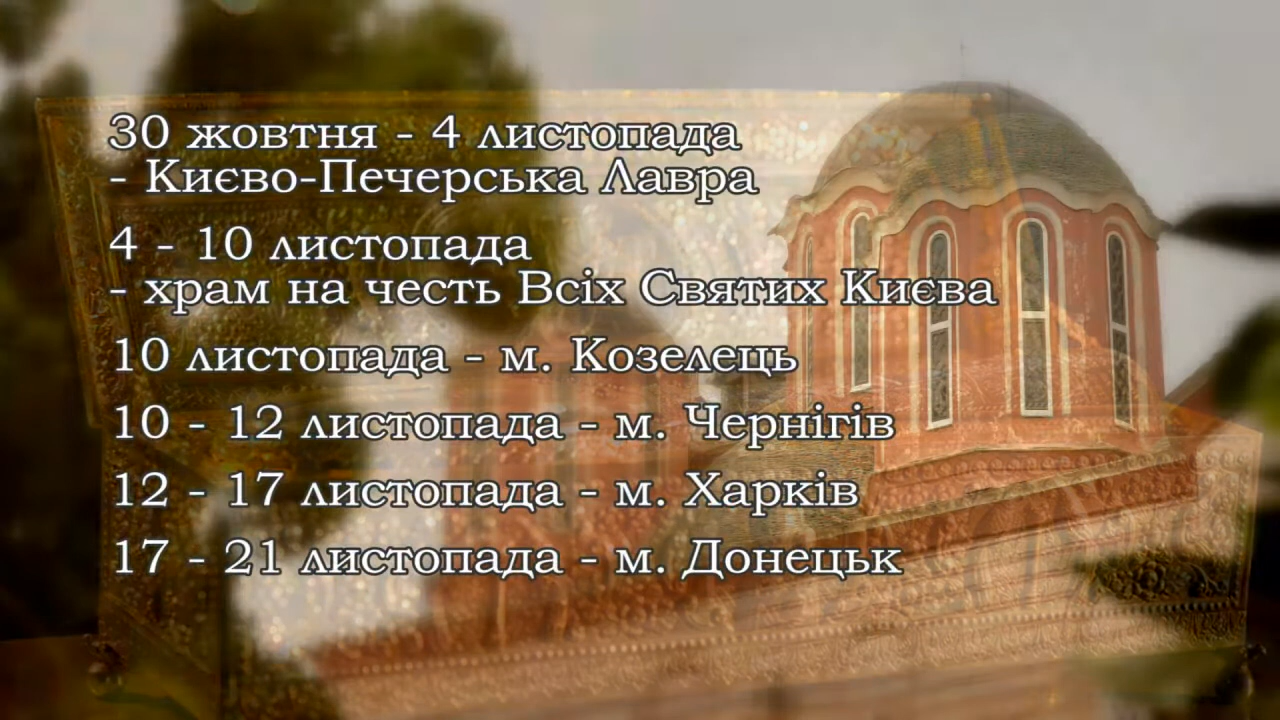 30 жовтня - 4 листопада
- Києво-Печерська Лавра
4 - 10 листопада
- храм на честь Всіх Святих Києва
10 листопада - м. Козелець
10 - 12 листопада - м. Чернігів
12 - 17 листопада - м. Харків
17 - 21 листопада - м. Донецьк